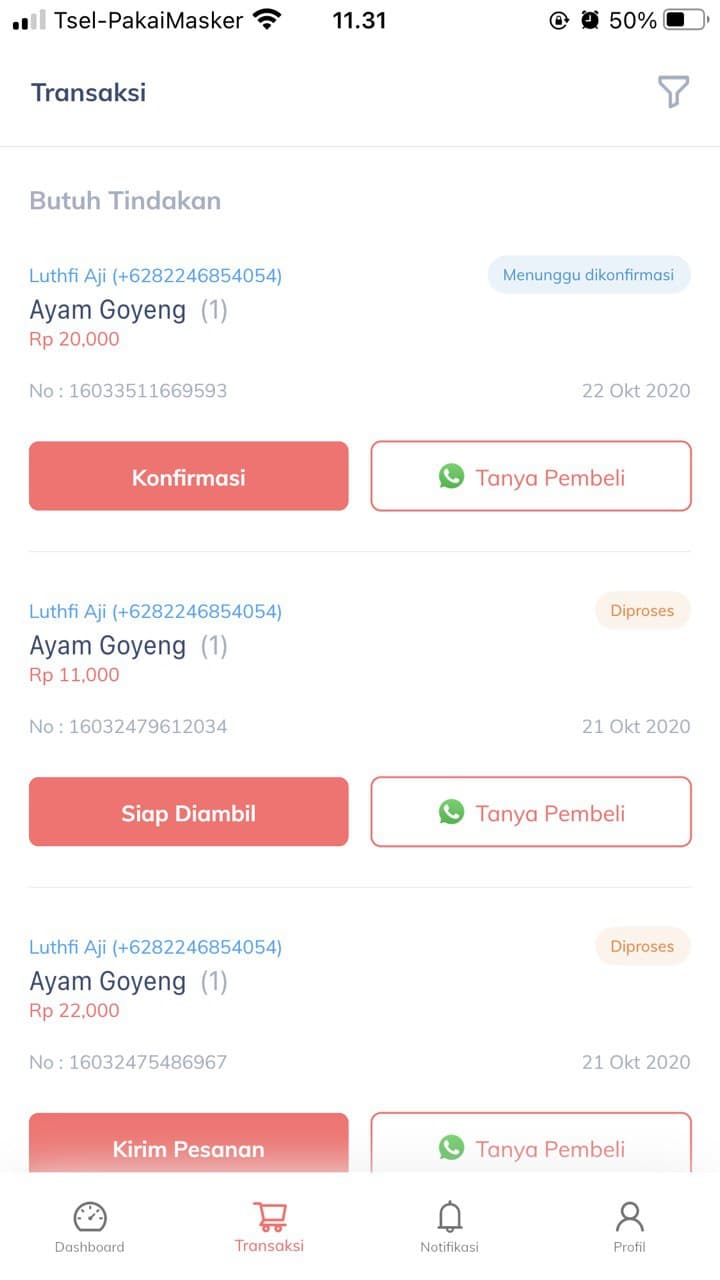 Tsel-PakaiMasker 11.31 50%
Transaksi
Butuh Tindakan
Luthfi Aji (+6282246854054) Menunggu dikonfirmasi
Ayam Goyeng (1)
Rp 20,000
No : 16033511669593 22 Okt 2020
Konfirmasi Tanya Pembeli
Luthfi Aji (+6282246854054) Diproses
Ayam Goyeng (1)
Rp 11,000
No : 16032479612034 21 Okt 2020
Siap Diambil Tanya Pembeli
Luthfi Aji (+6282246854054) Diproses
Ayam Goyeng (1)
Rp 22,000
No : 16032475486967 21 Okt 2020
Kirim Pesanan Tanya Pembeli
Dashboard Transaksi Notifikasi Profil